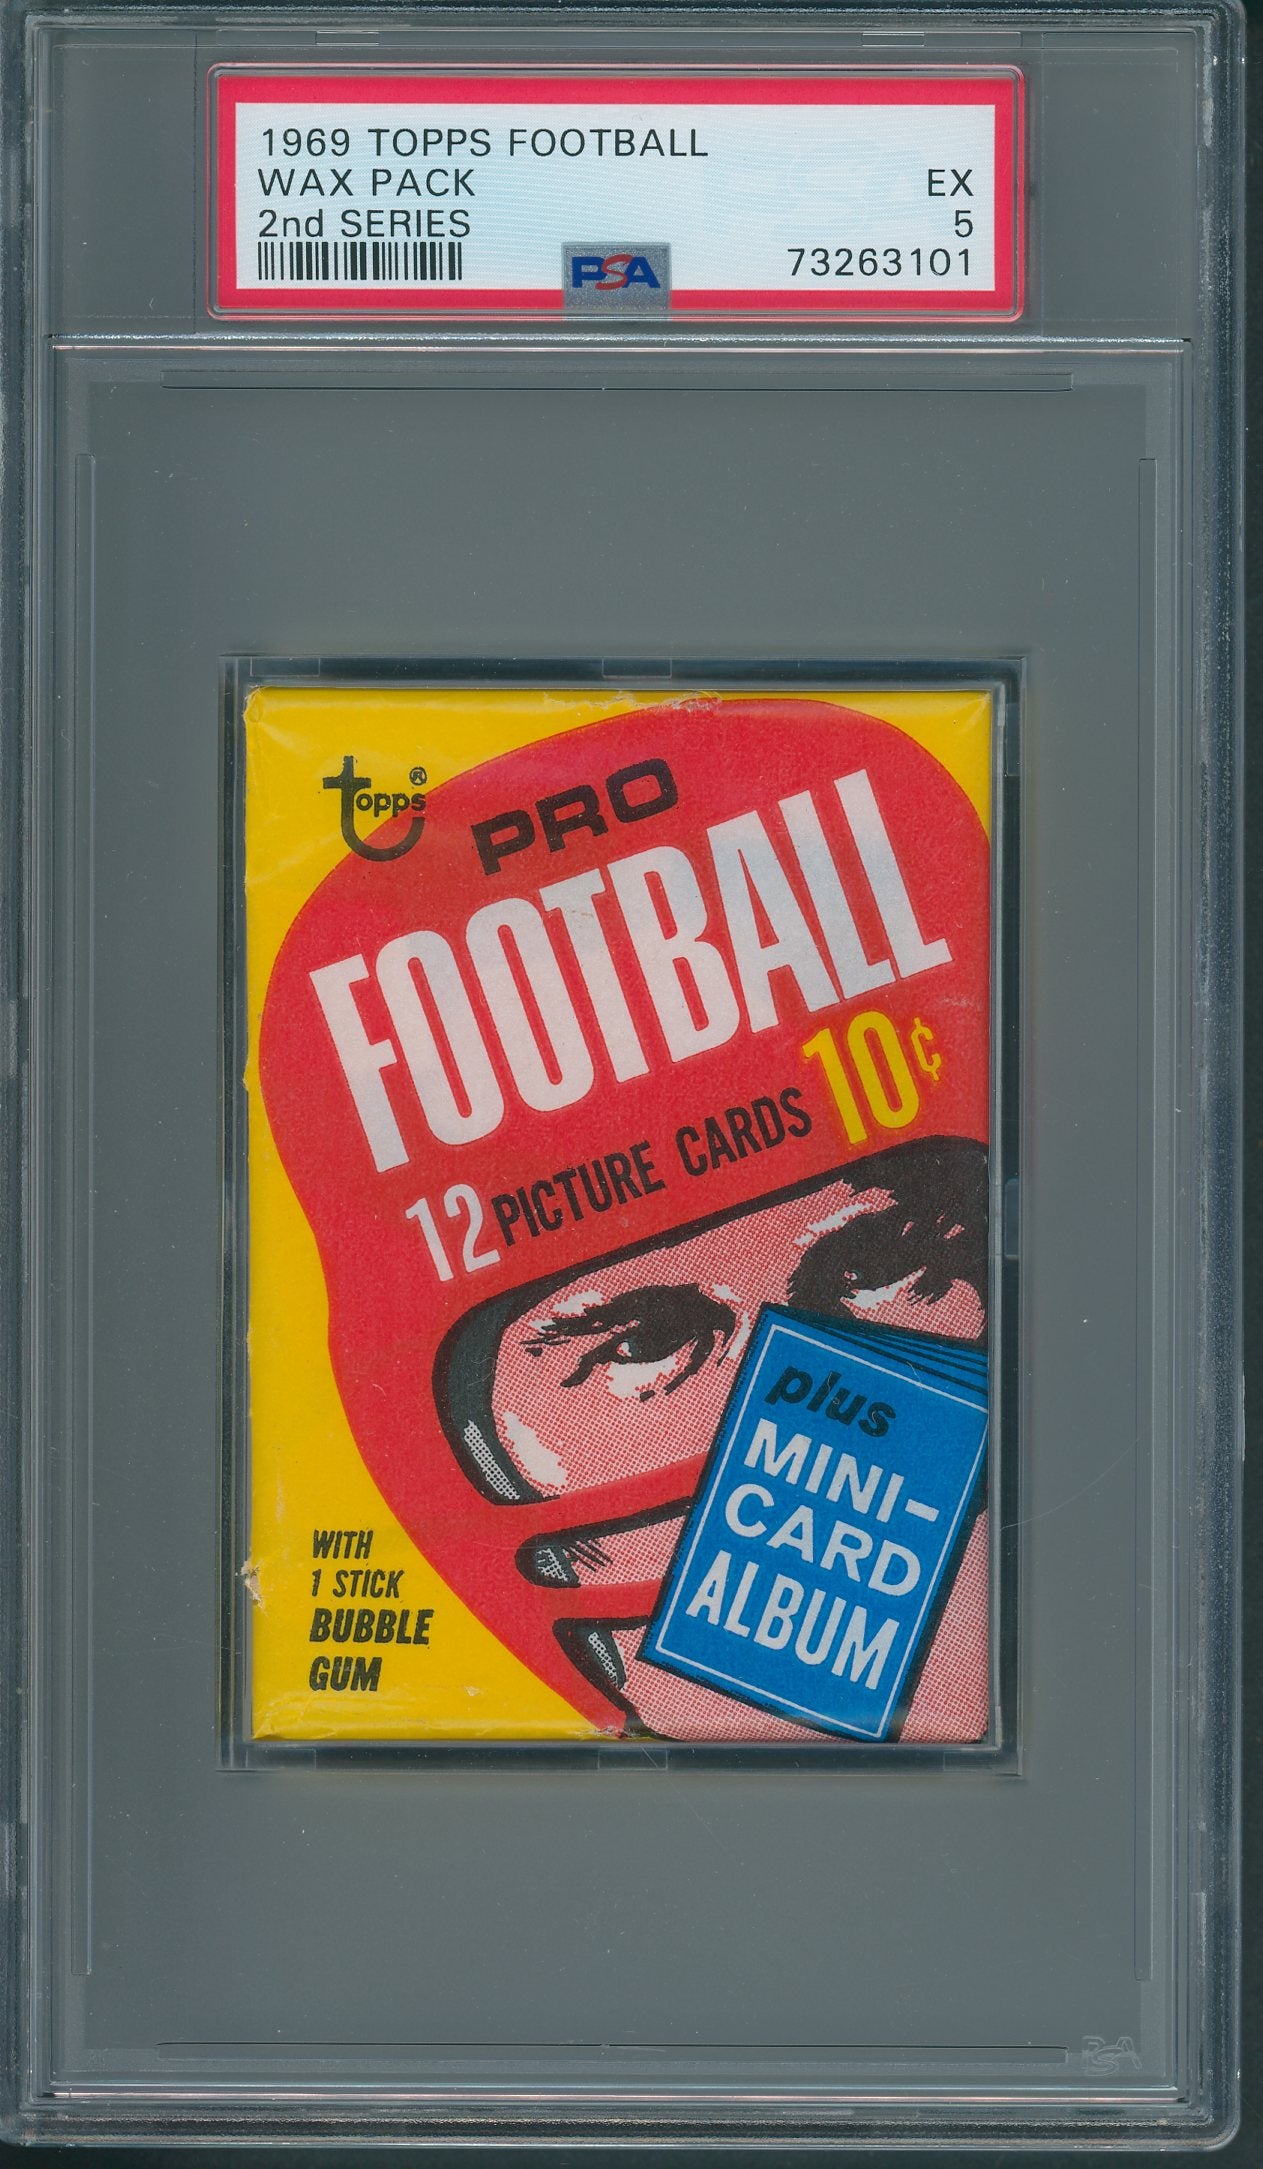 1969 TOPPS FOOTBALL
WAX PACK
EX
2nd SERIES
5
PSA
73263101
topps®
PRO
FOOTBALL
12 PICTURE CARDS 10¢
plus
MINI-
CARD
ALBUM
WITH
1 STICK
BUBBLE
GUM
PSA